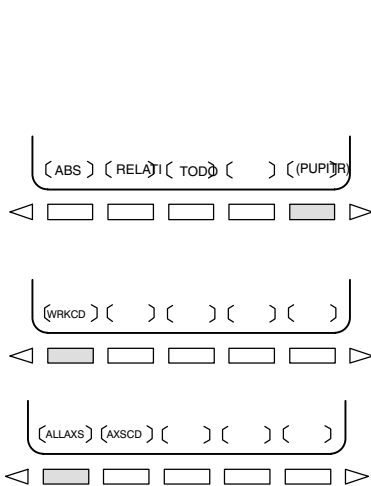 [ABS] [RELATI] [TODO] [ ] [(PUPITR)]
[WRKCD] [ ] [ ] [ ] [ ]
[ALLAXS] [AXSCD] [ ] [ ] [ ]